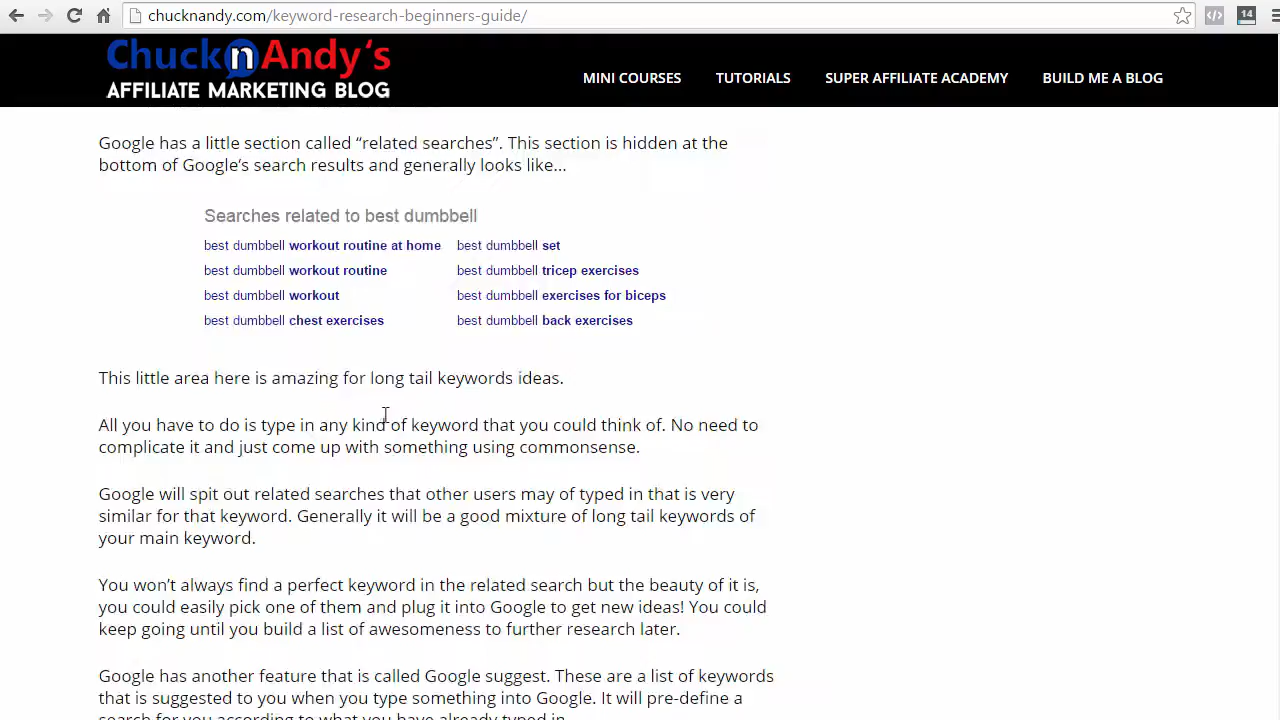 chucknandy.com/keyword-research-beginners-guide/
14
ChucknAndy's
AFFILIATE MARKETING BLOG
MINI COURSES TUTORIALS SUPER AFFILIATE ACADEMY BUILD ME A BLOG
Google has a little section called “related searches”. This section is hidden at the
bottom of Google’s search results and generally looks like…
Searches related to best dumbbell
best dumbbell workout routine at home best dumbbell set
best dumbbell workout routine best dumbbell tricep exercises
best dumbbell workout best dumbbell exercises for biceps
best dumbbell chest exercises best dumbbell back exercises
This little area here is amazing for long tail keywords ideas.
All you have to do is type in any kind of keyword that you could think of. No need to
complicate it and just come up with something using commonsense.
Google will spit out related searches that other users may of typed in that is very
similar for that keyword. Generally it will be a good mixture of long tail keywords of
your main keyword.
You won’t always find a perfect keyword in the related search but the beauty of it is,
you could easily pick one of them and plug it into Google to get new ideas! You could
keep going until you build a list of awesomeness to further research later.
Google has another feature that is called Google suggest. These are a list of keywords
that is suggested to you when you type something into Google. It will pre-define a
search for you according to what you have already typed in.